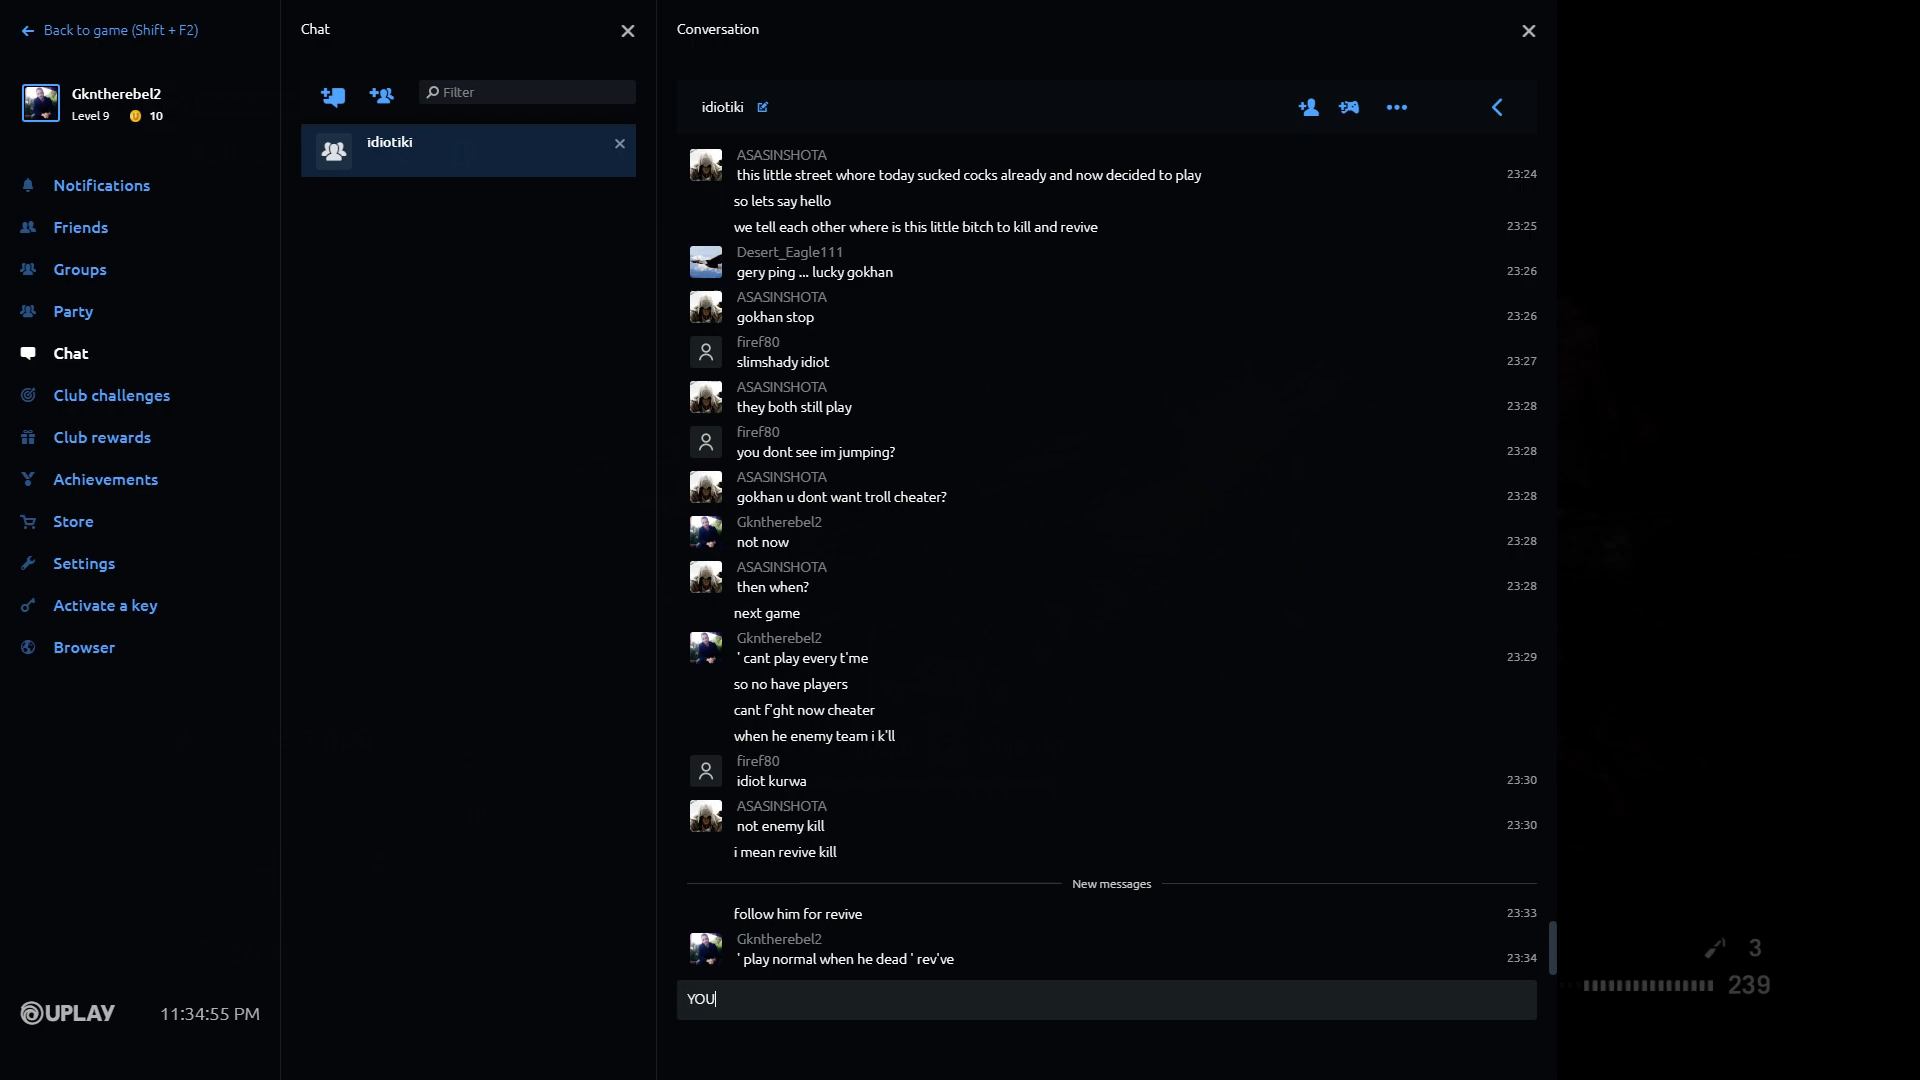 Back to game (Shift + F2)
Gkntherebel2
Level 9 10
Notifications
Friends
Groups
Party
Chat
Club challenges
Club rewards
Achievements
Store
Settings
Activate a key
Browser
UPLAY 11:34:55 PM
Chat
Filter
idiotiki
Conversation
idiotiki
ASASINSHOTA
this little street whore today sucked cocks already and now decided to play 23:24
so lets say hello
we tell each other where is this little bitch to kill and revive 23:25
Desert_Eagle111
gery ping ... lucky gokhan 23:26
ASASINSHOTA
gokhan stop 23:26
firef80
slimshady idiot 23:27
ASASINSHOTA
they both still play 23:28
firef80
you dont see im jumping? 23:28
ASASINSHOTA
gokhan u dont want troll cheater? 23:28
Gkntherebel2
not now 23:28
ASASINSHOTA
then when? 23:28
next game
Gkntherebel2
' cant play every t'me 23:29
so no have players
cant f'ght now cheater
when he enemy team i k'll
firef80
idiot kurwa 23:30
ASASINSHOTA
not enemy kill 23:30
i mean revive kill
New messages
follow him for revive 23:33
Gkntherebel2
' play normal when he dead ' rev've 23:34
YOU
3
239